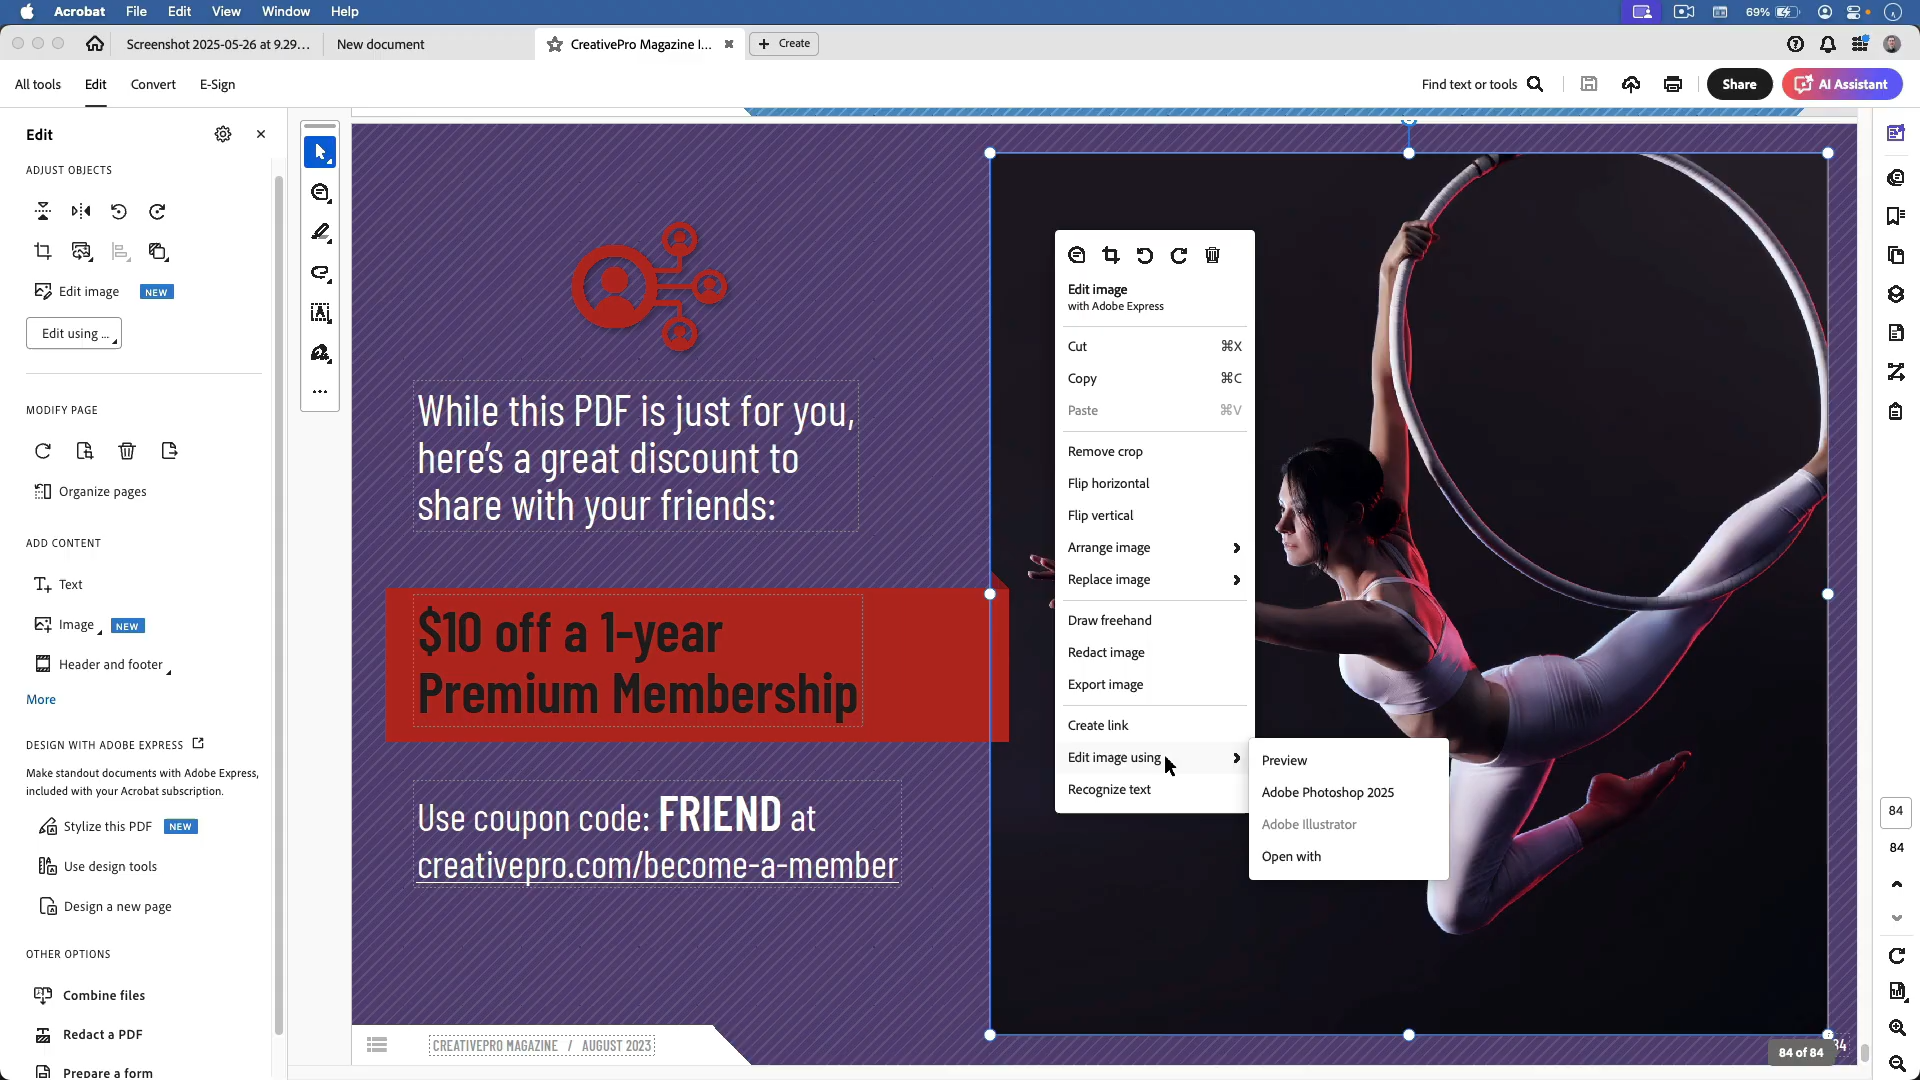 Acrobat File Edit View Window Help
69%
Screenshot 2025-05-26 at 9.29...
New document
CreativePro Magazine I...
Create
All tools
Edit
Convert
E-Sign
Find text or tools
Share
AI Assistant
Edit
ADJUST OBJECTS
Edit image NEW
Edit using ...
MODIFY PAGE
Organize pages
ADD CONTENT
Text
Image NEW
Header and footer
More
DESIGN WITH ADOBE EXPRESS
Make standout documents with Adobe Express,
included with your Acrobat subscription.
Stylize this PDF NEW
Use design tools
Design a new page
OTHER OPTIONS
Combine files
Redact a PDF
Prepare a form
While this PDF is just for you,
here's a great discount to
share with your friends:
$10 off a 1-year
Premium Membership
Use coupon code: FRIEND at
creativepro.com/become-a-member
CREATIVEPRO MAGAZINE / AUGUST 2023
Edit image
with Adobe Express
Cut ⌘X
Copy ⌘C
Paste ⌘V
Remove crop
Flip horizontal
Flip vertical
Arrange image
Replace image
Draw freehand
Redact image
Export image
Create link
Edit image using
Recognize text
Preview
Adobe Photoshop 2025
Adobe Illustrator
Open with
84
84
84 of 84